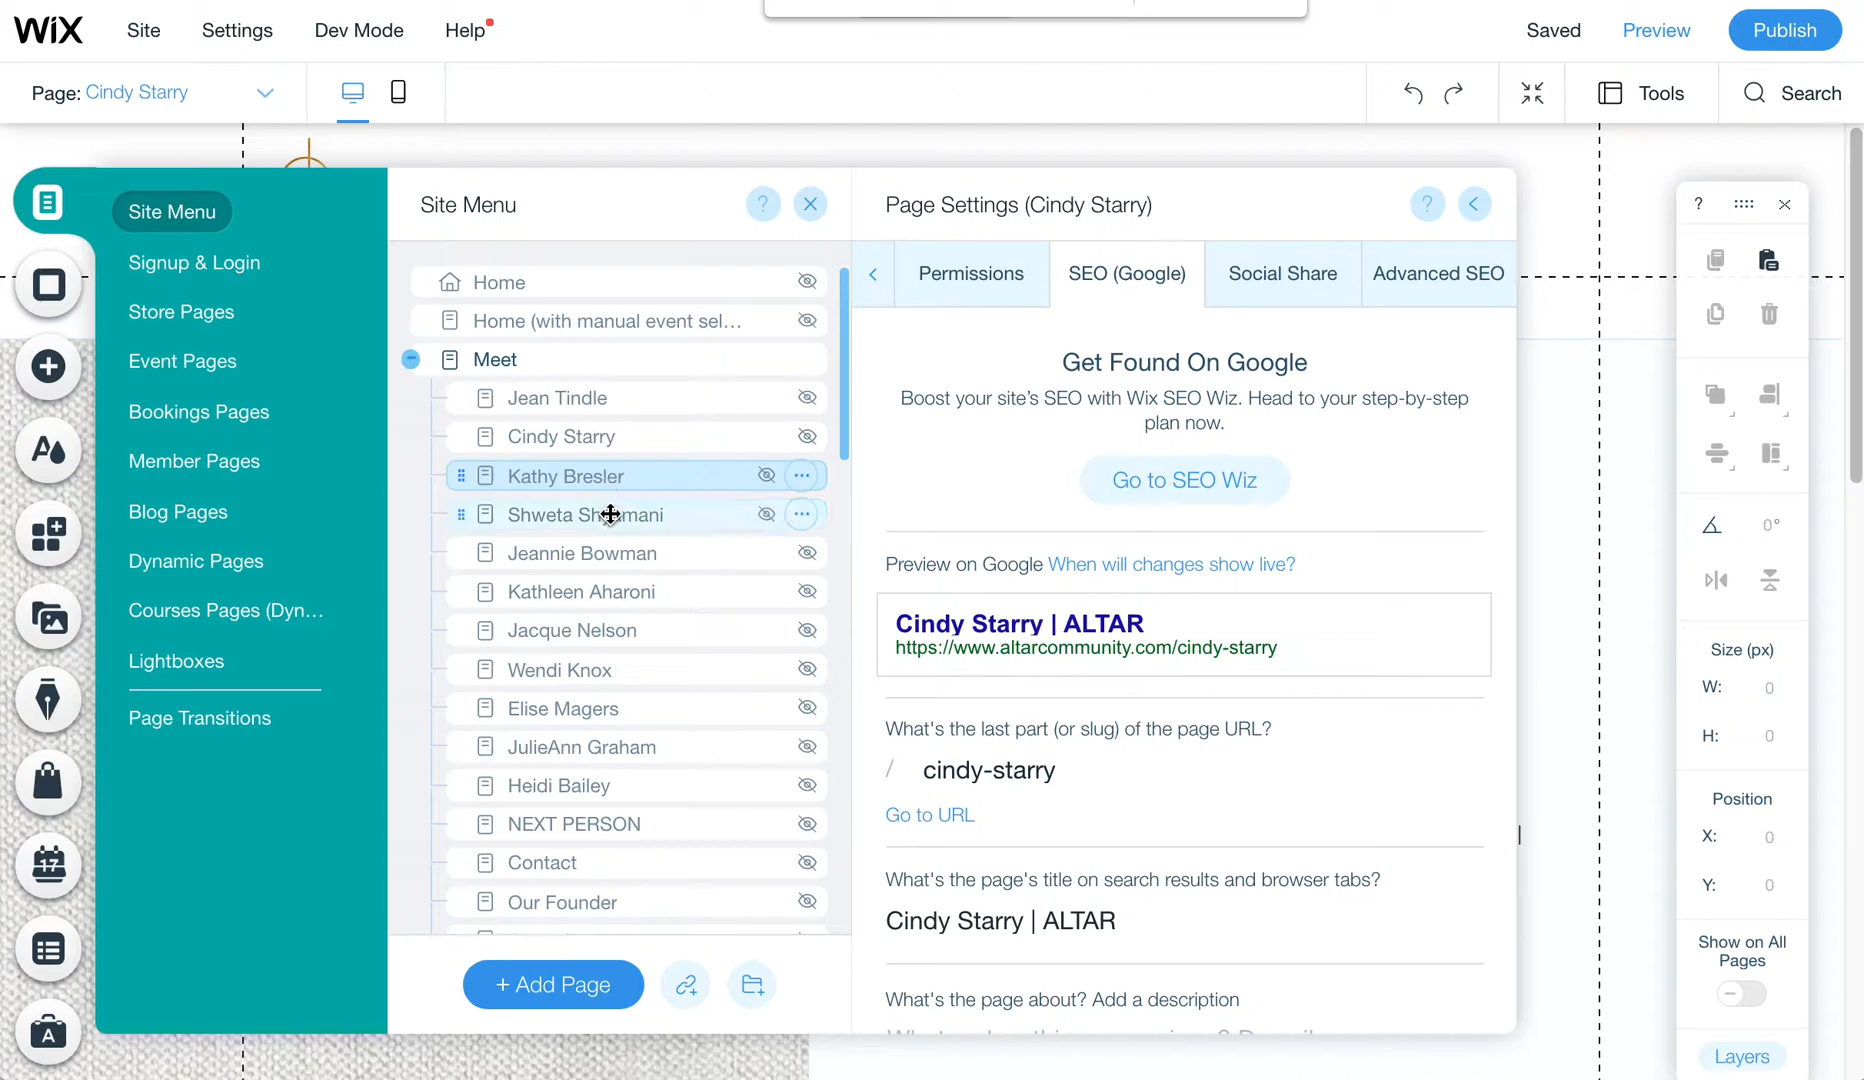 WiX
Site
Settings
Dev Mode
Help
Saved
Preview
Publish
Page: Cindy Starry
Tools
Search
Site Menu
Signup & Login
Store Pages
Event Pages
Bookings Pages
Member Pages
Blog Pages
Dynamic Pages
Courses Pages (Dyn...
Lightboxes
Page Transitions
Site Menu
?
Home
Home (with manual event sel...
Meet
Jean Tindle
Cindy Starry
Kathy Bresler
Shweta
Jeannie Bowman
Kathleen Aharoni
Jacque Nelson
Wendi Knox
Elise Magers
JulieAnn Graham
Heidi Bailey
NEXT PERSON
Contact
Our Founder
+ Add Page
Page Settings (Cindy Starry)
?
Permissions
SEO (Google)
Social Share
Advanced SEO
Get Found On Google
Boost your site's SEO with Wix SEO Wiz. Head to your step-by-step
plan now.
Go to SEO Wiz
Preview on Google When will changes show live?
Cindy Starry | ALTAR
https://www.altarcommunity.com/cindy-starry
What's the last part (or slug) of the page URL?
/ cindy-starry
Go to URL
What's the page's title on search results and browser tabs?
Cindy Starry | ALTAR
What's the page about? Add a description
?
0°
Size (px)
W: 0
H: 0
Position
X: 0
Y: 0
Show on All
Pages
Layers
17
A
A